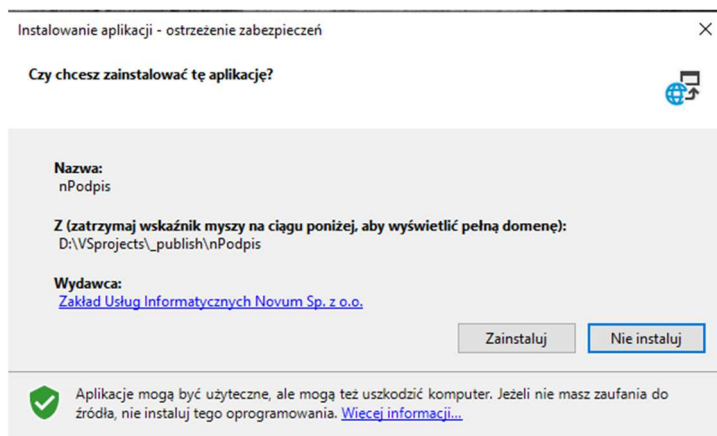 Instalowanie aplikacji - ostrzeżenie zabezpieczeń
Czy chcesz zainstalować tę aplikację?
Nazwa:
nPodpis
Z (zatrzymaj wskaźnik myszy na ciągu poniżej, aby wyświetlić pełną domenę):
D:\VSprojects\_publish\nPodpis
Wydawca:
Zakład Usług Informatycznych Novum Sp. z o.o.
Zainstaluj
Nie instaluj
Aplikacje mogą być użyteczne, ale mogą też uszkodzić komputer. Jeżeli nie masz zaufania do
źródła, nie instaluj tego oprogramowania. Więcej informacji...